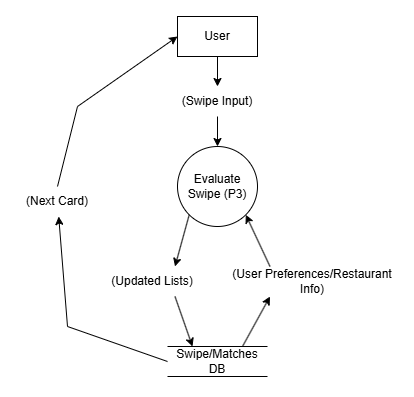 User
(Swipe Input)
Evaluate
Swipe (P3)
(Next Card)
(Updated Lists)
(User Preferences/Restaurant
Info)
Swipe/Matches
DB